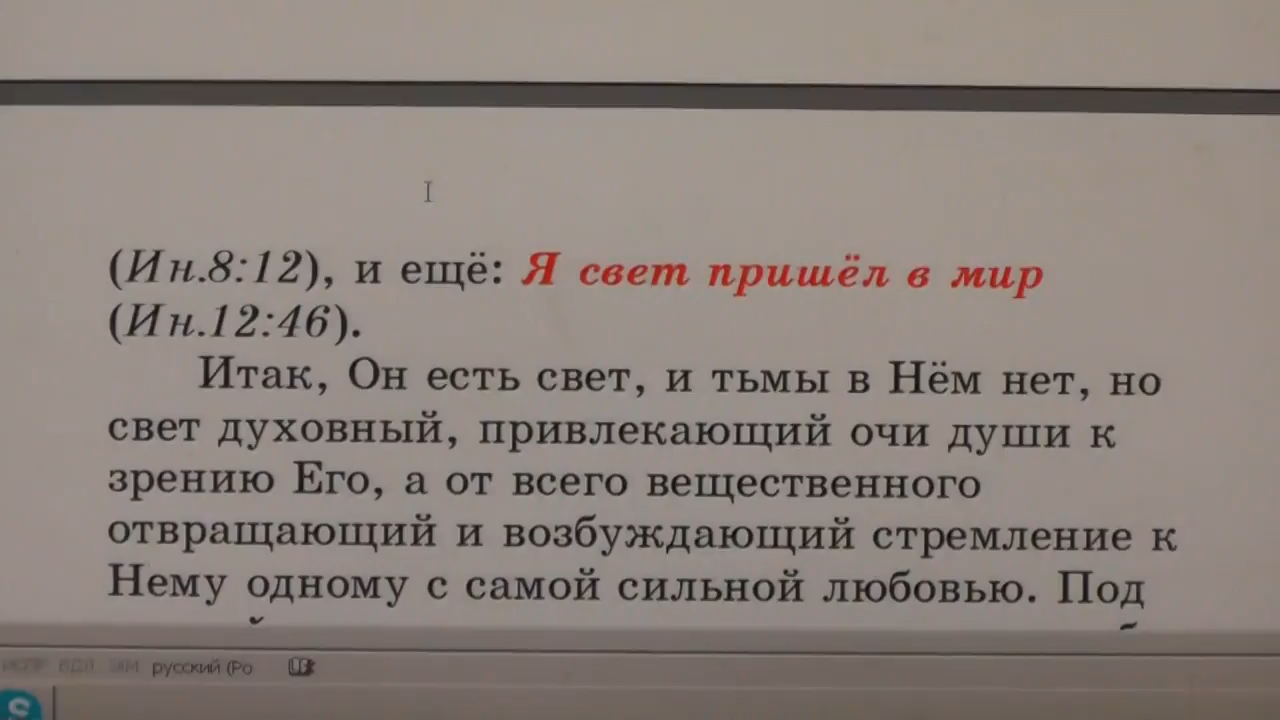 (Ин.8:12), и ещё: Я свет пришёл в мир
(Ин.12:46).
Итак, Он есть свет, и тьмы в Нём нет, но
свет духовный, привлекающий очи души к
зрению Его, а от всего вещественного
отвращающий и возбуждающий стремление к
Нему одному с самой сильной любовью. Под
русский (Ро